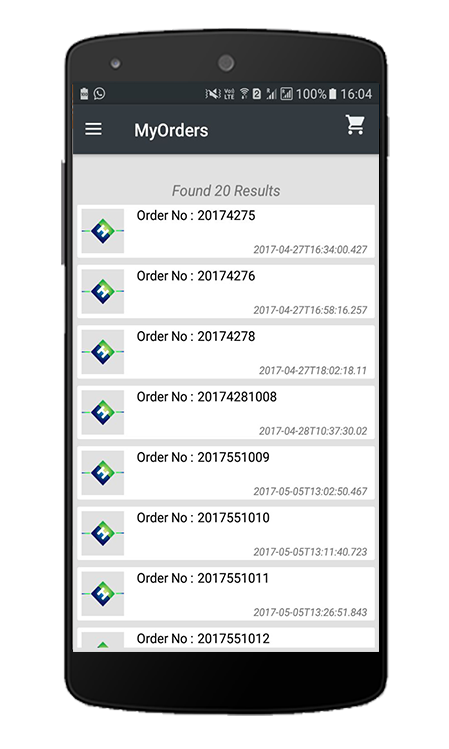 VoLTE 2 100% 16:04
MyOrders
Found 20 Results
Order No : 20174275
2017-04-27T16:34:00.427
Order No : 20174276
2017-04-27T16:58:16.257
Order No : 20174278
2017-04-27T18:02:18.11
Order No : 20174281008
2017-04-28T10:37:30.02
Order No : 2017551009
2017-05-05T13:02:50.467
Order No : 2017551010
2017-05-05T13:11:40.723
Order No : 2017551011
2017-05-05T13:26:51.843
Order No : 2017551012